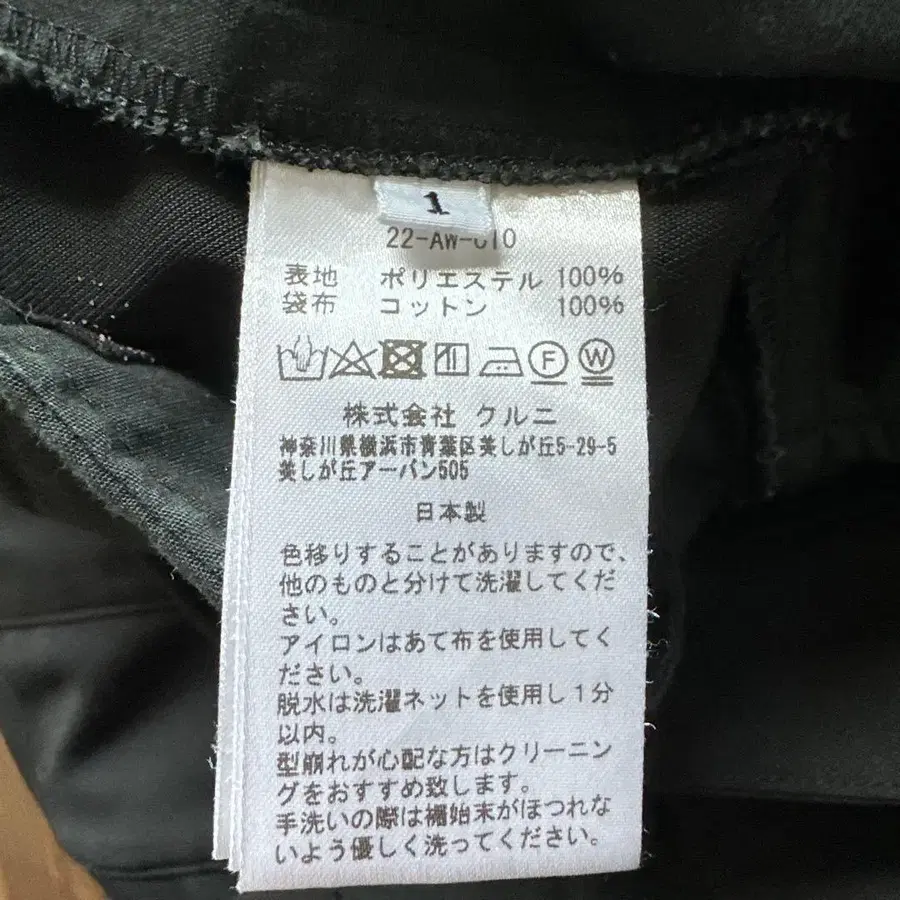 1
22-AW-010
表地 ポリエステル 100%
袋布 コットン 100%
F W
株式会社 クルニ
神奈川県横浜市青葉区美しが丘5-29-5
美しが丘アーバン505
日本製
色移りすることがありますので、
他のものと分けて洗濯してくだ
さい。
アイロンはあて布を使用してく
ださい。
脱水は洗濯ネットを使用し1分
以内。
型崩れが心配な方はクリーニン
グをおすすめ致します。
手洗いの際は裾始末がほつれな
いよう優しく洗ってください。